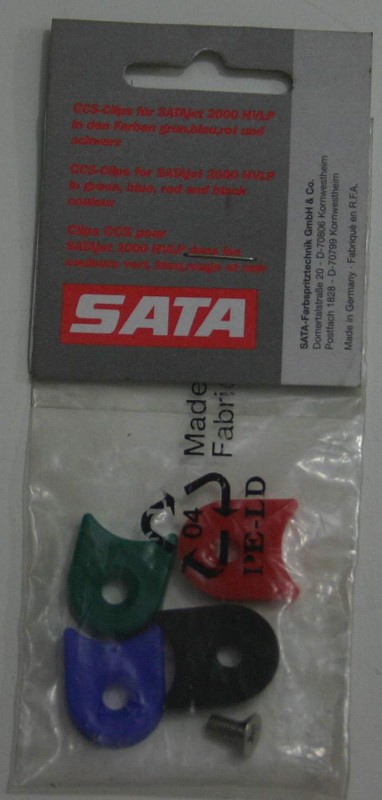 CCS-Clips für SATAjet 2000 HVLP
in den Farben grün,blau,rot und
schwarz
CCS-Clips for SATAjet 2000 HVLP
in green, blue, red and black
colour
Clips CCS pour
SATAjet 2000 HVLP dans les
couleurs vert, bleu,rouge et noir
SATA
SATA-Farbspritztechnik GmbH & Co.
Domertalstraße 20 - D-70806 Kornwestheim
Postfach 1828 - D-70799 Kornwestheim
Made in Germany - Fabriqué en R.F.A.
Made
Fabric
04
PE-LD